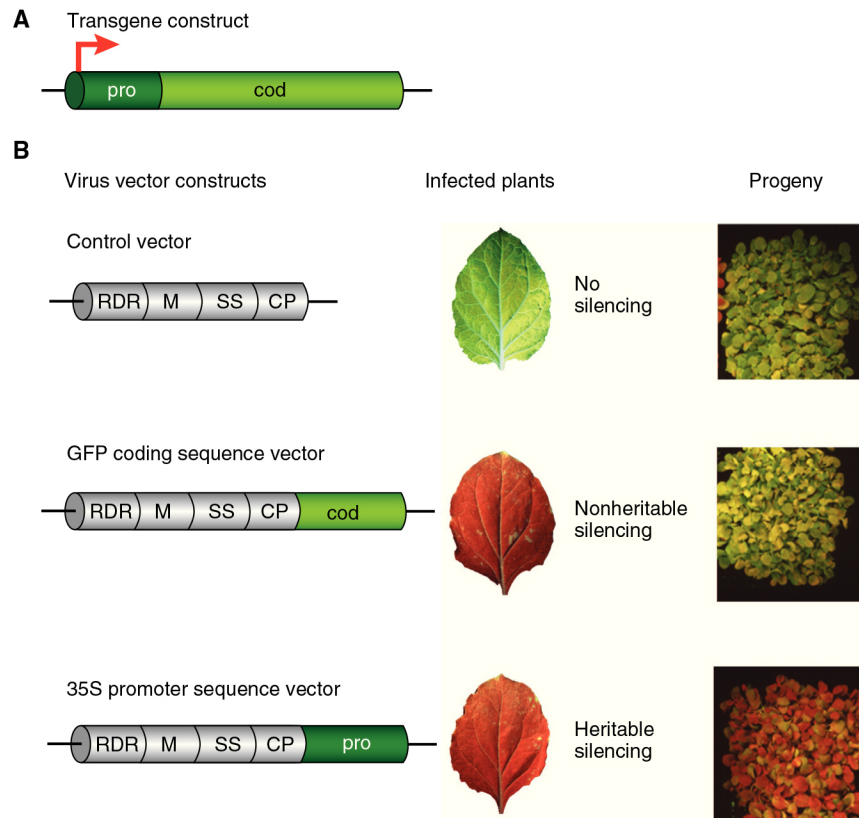 A
Transgene construct
pro cod
B
Virus vector constructs Infected plants Progeny
Control vector
RDR M SS CP
No
silencing
GFP coding sequence vector
RDR M SS CP cod
Nonheritable
silencing
35S promoter sequence vector
RDR M SS CP pro
Heritable
silencing